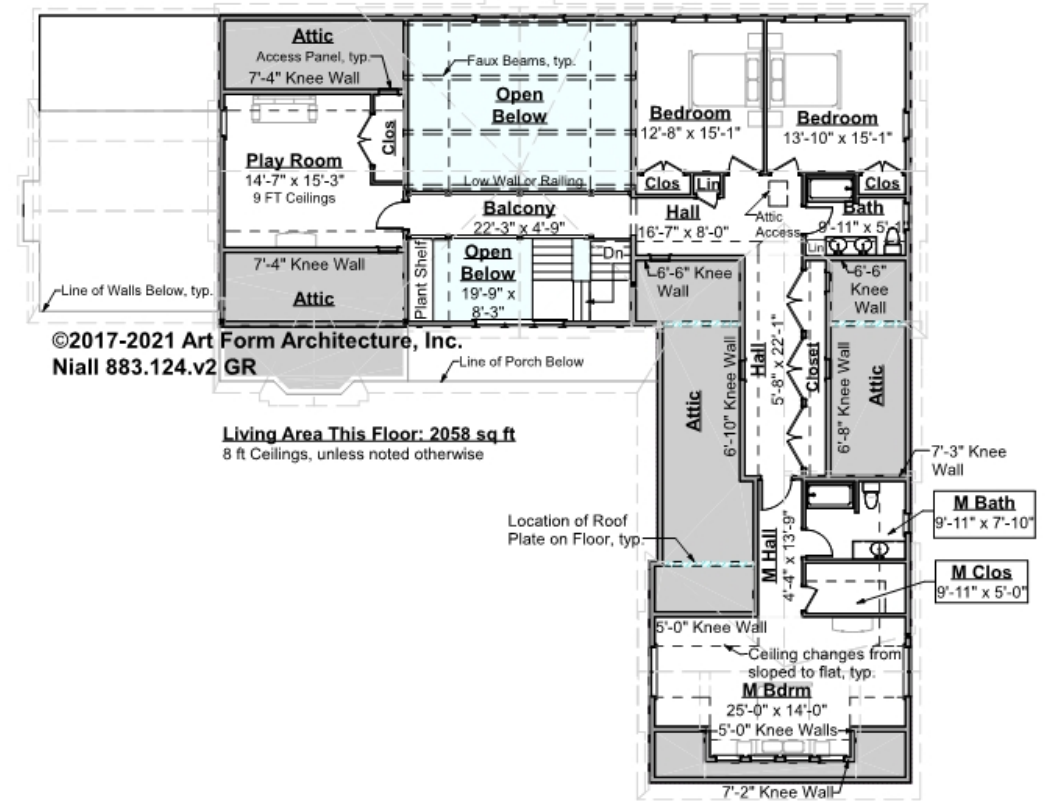 Attic
Access Panel, typ.
7'-4" Knee Wall
Clos
Play Room
14'-7" x 15'-3"
9 FT Ceilings
7'-4" Knee Wall
Attic
Faux Beams, typ.
Open
Below
Low Wall or Railing
Balcony
22'-3" x 4'-9"
Plant Shelf
Open
Below
19'-9" x
8'-3"
Dn
Bedroom
12'-8" x 15'-1"
Bedroom
13'-10" x 15'-1"
Clos
Lin
Clos
Hall
16'-7" x 8'-0"
Attic
Access
Bath
9'-11" x 5'-1"
Lin
6'-6" Knee
Wall
6'-6"
Knee
Wall
Line of Walls Below, typ.
©2017-2021 Art Form Architecture, Inc.
Niall 883.124.v2 GR
Line of Porch Below
Living Area This Floor: 2058 sq ft
8 ft Ceilings, unless noted otherwise
Attic
6'-10" Knee Wall
Hall
5'-8" x 22'-1"
Closet
6'-8" Knee Wall
Attic
7'-3" Knee
Wall
M Bath
9'-11" x 7'-10"
Location of Roof
Plate on Floor, typ.
M Hall
4'-4" x 13'-9"
M Clos
9'-11" x 5'-0"
5'-0" Knee Wall
Ceiling changes from
sloped to flat, typ.
M Bdrm
25'-0" x 14'-0"
5'-0" Knee Walls
7'-2" Knee Wall